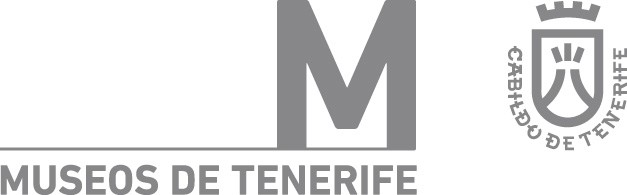 M
MUSEOS DE TENERIFE
CABILDO DE TENERIFE